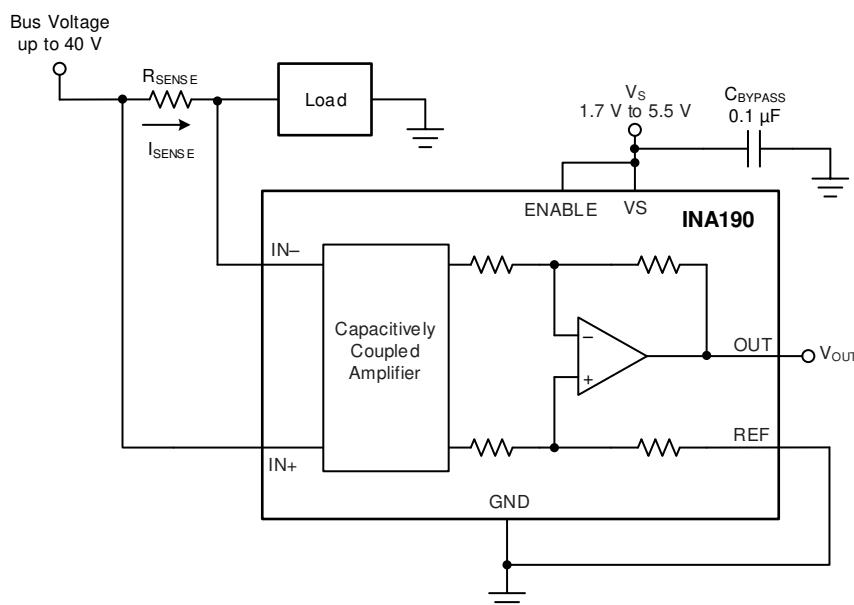 Bus Voltage
up to 40 V
RSENSE
ISENSE
Load
VS
1.7 V to 5.5 V
CBYPASS
0.1 µF
ENABLE
VS
INA190
IN–
Capacitively
Coupled
Amplifier
–
+
OUT
VOUT
REF
IN+
GND